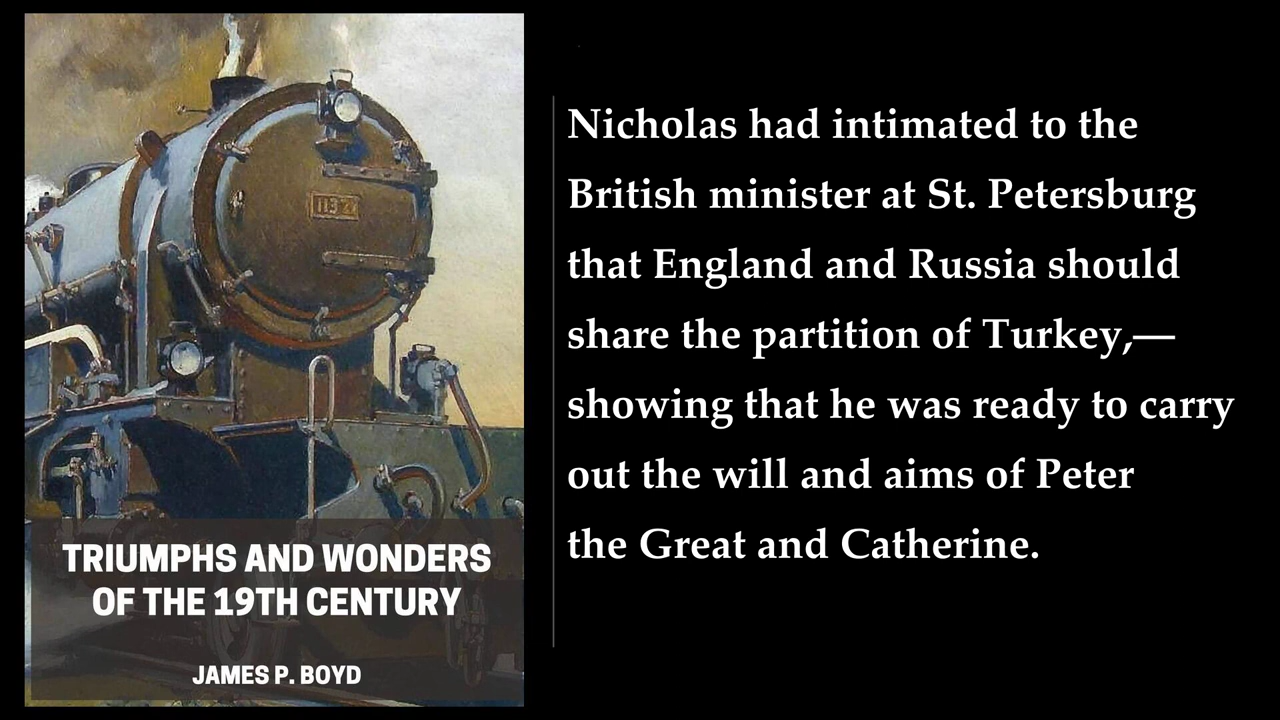 Nicholas had intimated to the
British minister at St. Petersburg
that England and Russia should
share the partition of Turkey,—
showing that he was ready to carry
out the will and aims of Peter
the Great and Catherine.
TRIUMPHS AND WONDERS
OF THE 19TH CENTURY
JAMES P. BOYD